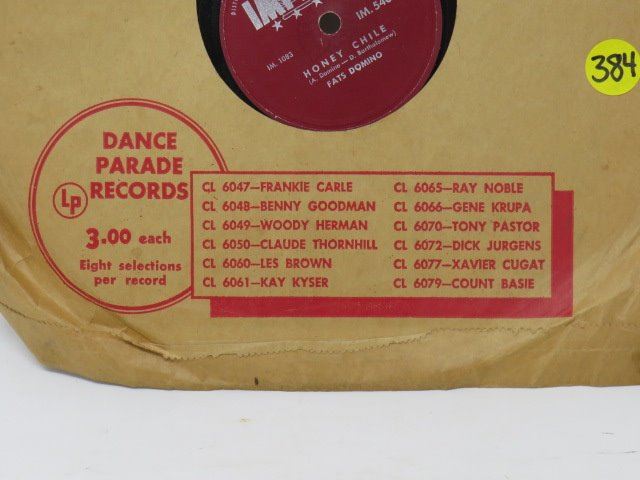 IM. 1083
HONEY CHILE
(A. Domino — D. Bartholomew)
FATS DOMINO
384
DANCE
PARADE
RECORDS
LP
3.00 each
Eight selections
per record
CL 6047—FRANKIE CARLE
CL 6048—BENNY GOODMAN
CL 6049—WOODY HERMAN
CL 6050—CLAUDE THORNHILL
CL 6060—LES BROWN
CL 6061—KAY KYSER
CL 6065—RAY NOBLE
CL 6066—GENE KRUPA
CL 6070—TONY PASTOR
CL 6072—DICK JURGENS
CL 6077—XAVIER CUGAT
CL 6079—COUNT BASIE